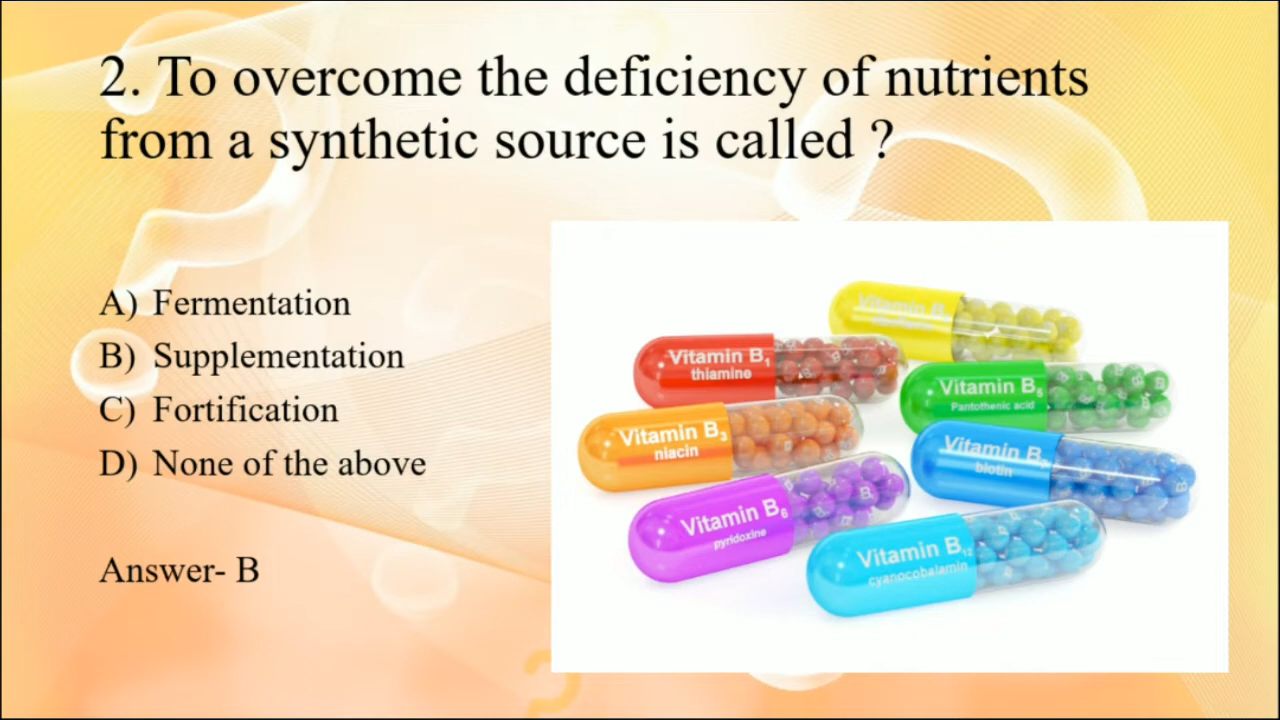 2. To overcome the deficiency of nutrients
from a synthetic source is called ?
A) Fermentation
B) Supplementation
C) Fortification
D) None of the above
Answer- B
Vitamin B
Vitamin B1
thiamine
Vitamin B5
Pantothenic acid
Vitamin B3
niacin
Vitamin B
biotin
Vitamin B6
pyridoxine
Vitamin B12
cyanocobalamin